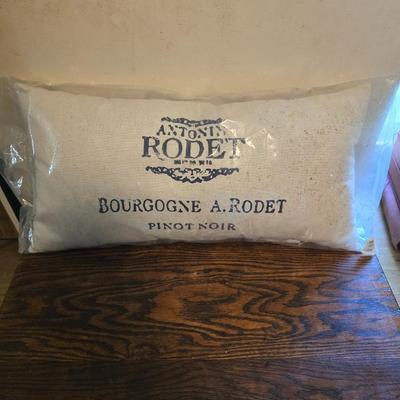 ANTONIN
RODET
BOURGOGNE A. RODET
PINOT NOIR